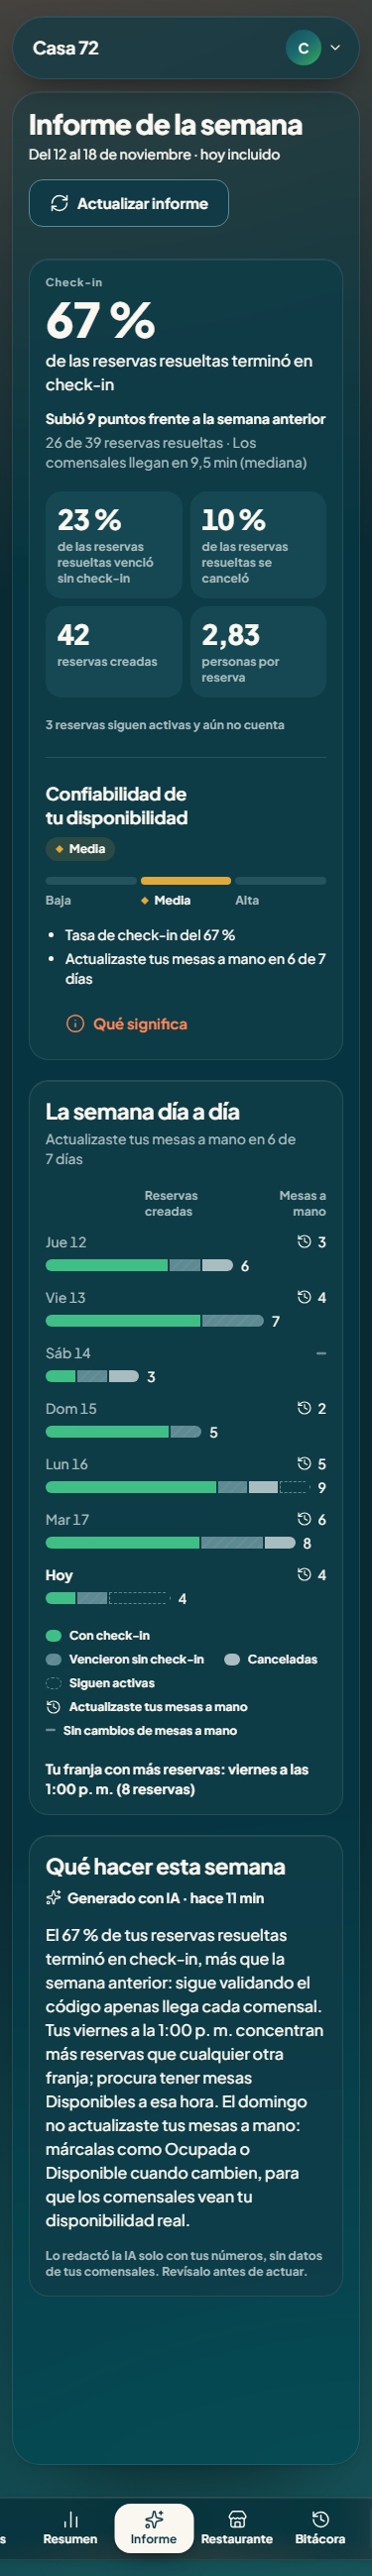 Casa 72
C
Informe de la semana
Del 12 al 18 de noviembre · hoy incluido
Actualizar informe
Check-in
67 %
de las reservas resueltas terminó en
check-in
Subió 9 puntos frente a la semana anterior
26 de 39 reservas resueltas · Los
comensales llegan en 9,5 min (mediana)
23 %
de las reservas
resueltas venció
sin check-in
10 %
de las reservas
resueltas se
canceló
42
reservas creadas
2,83
personas por
reserva
3 reservas siguen activas y aún no cuenta
Confiabilidad de
tu disponibilidad
Media
Baja
Media
Alta
• Tasa de check-in del 67 %
• Actualizaste tus mesas a mano en 6 de 7
días
Qué significa
La semana día a día
Actualizaste tus mesas a mano en 6 de
7 días
Reservas
creadas
Mesas a
mano
Jue 12
3
6
Vie 13
4
7
Sáb 14
–
3
Dom 15
2
5
Lun 16
5
9
Mar 17
6
8
Hoy
4
4
Con check-in
Vencieron sin check-in
Canceladas
Siguen activas
Actualizaste tus mesas a mano
– Sin cambios de mesas a mano
Tu franja con más reservas: viernes a las
1:00 p. m. (8 reservas)
Qué hacer esta semana
Generado con IA · hace 11 min
El 67 % de tus reservas resueltas
terminó en check-in, más que la
semana anterior: sigue validando el
código apenas llega cada comensal.
Tus viernes a la 1:00 p. m. concentran
más reservas que cualquier otra
franja; procura tener mesas
Disponibles a esa hora. El domingo
no actualizaste tus mesas a mano:
márcalas como Ocupada o
Disponible cuando cambien, para
que los comensales vean tu
disponibilidad real.
Lo redactó la IA solo con tus números, sin datos
de tus comensales. Revísalo antes de actuar.
s
Resumen
Informe
Restaurante
Bitácora